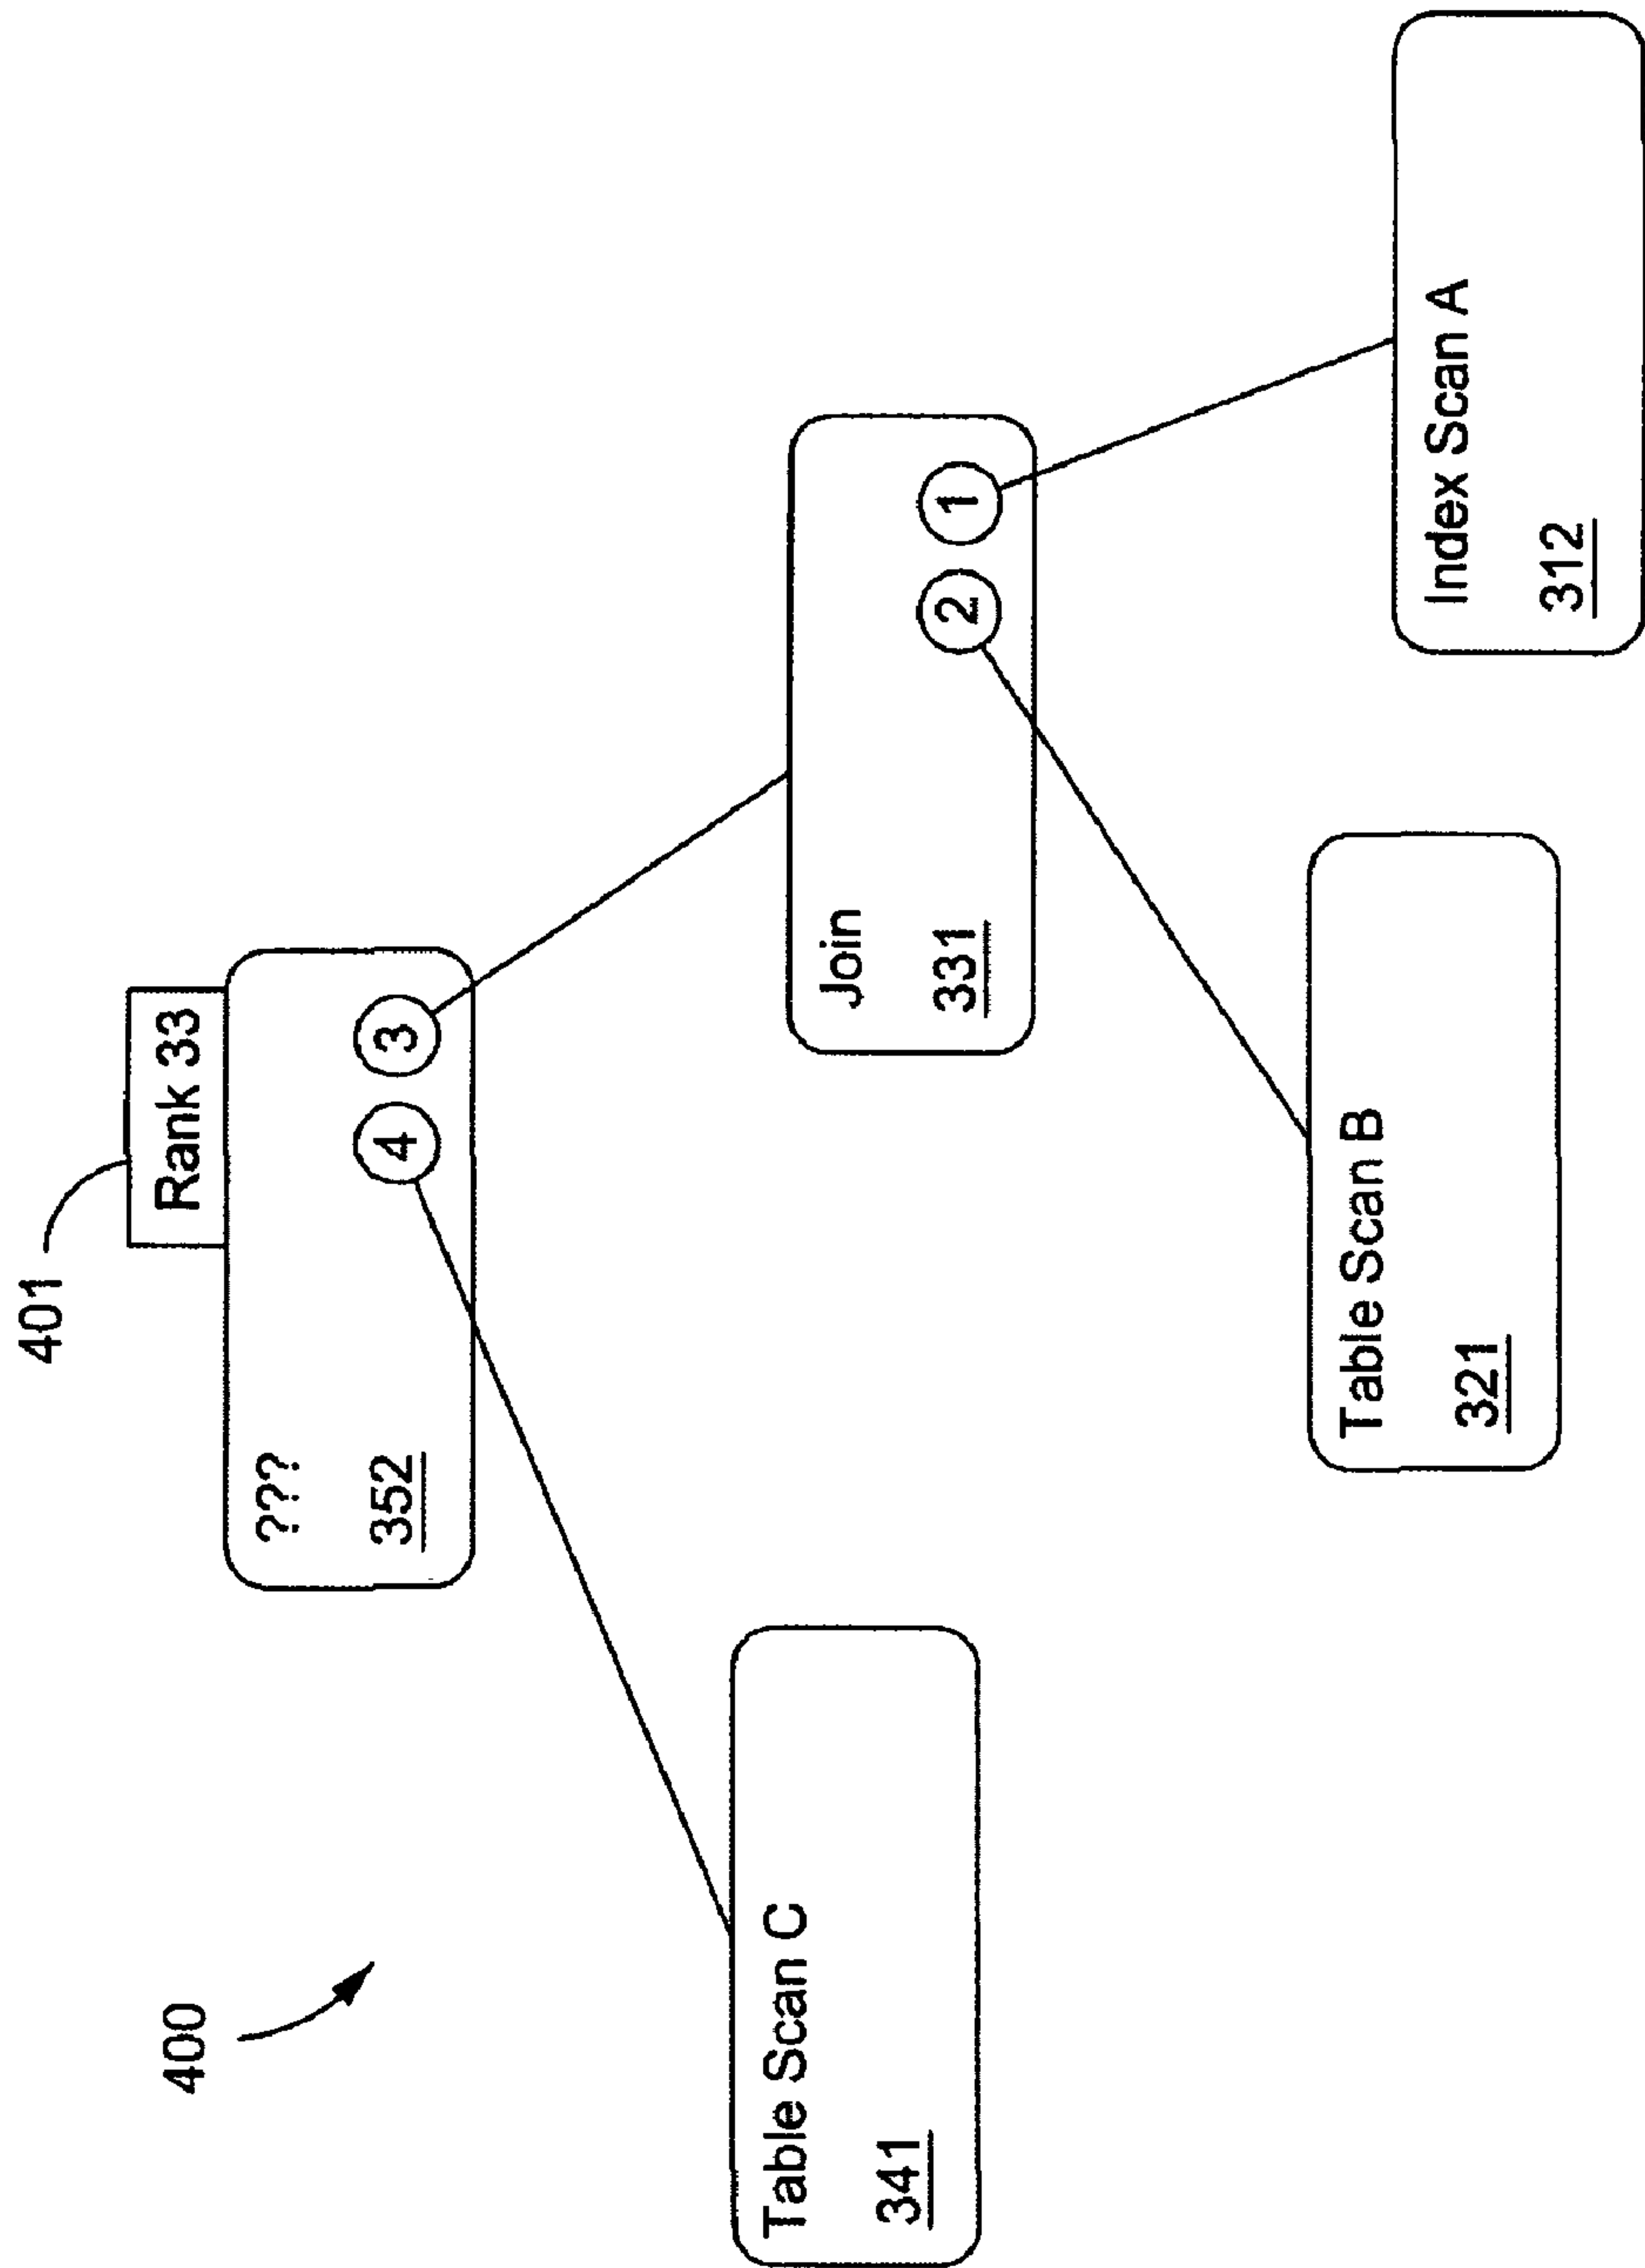 400
401
Rank 33
???
4
3
352
Table Scan C
341
Join
2
1
331
Table Scan B
321
Index Scan A
312